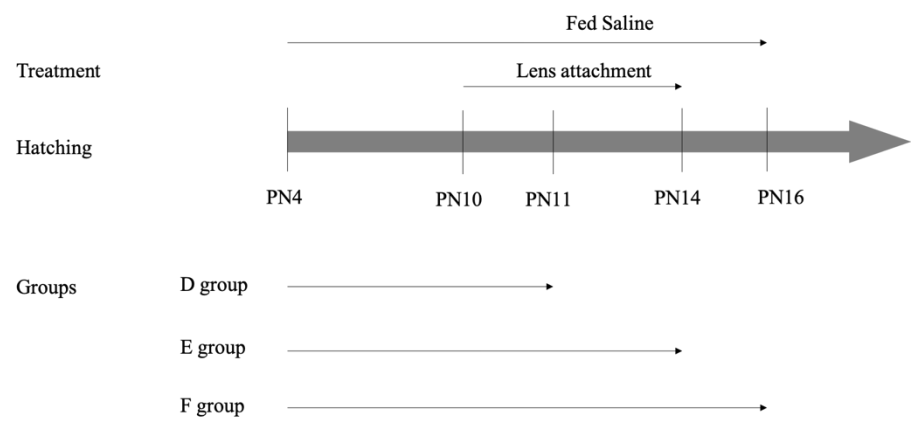 Fed Saline
Treatment
Lens attachment
Hatching
PN4
PN10
PN11
PN14
PN16
Groups
D group
E group
F group